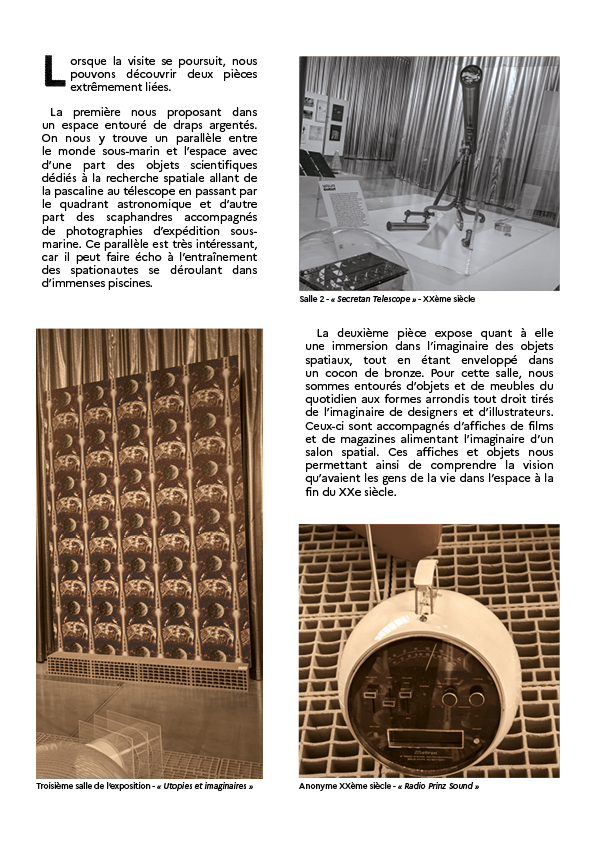 Lorsque la visite se poursuit, nous
pouvons découvrir deux pièces
extrêmement liées.
La première nous proposant dans
un espace entouré de draps argentés.
On nous y trouve un parallèle entre
le monde sous-marin et l'espace avec
d'une part des objets scientifiques
dédiés à la recherche spatiale allant de
la pascaline au télescope en passant par
le quadrant astronomique et d'autre
part des scaphandres accompagnés
de photographies d'expédition sous-
marine. Ce parallèle est très intéressant,
car il peut faire écho à l'entraînement
des spationautes se déroulant dans
d'immenses piscines.
Salle 2 - « Secretan Telescope » - XXème siècle
La deuxième pièce expose quant à elle
une immersion dans l'imaginaire des objets
spatiaux, tout en étant enveloppé dans
un cocon de bronze. Pour cette salle, nous
sommes entourés d'objets et de meubles du
quotidien aux formes arrondis tout droit tirés
de l'imaginaire de designers et d'illustrateurs.
Ceux-ci sont accompagnés d'affiches de films
et de magazines alimentant l'imaginaire d'un
salon spatial. Ces affiches et objets nous
permettant ainsi de comprendre la vision
qu'avaient les gens de la vie dans l'espace à la
fin du XXe siècle.
Troisième salle de l'exposition - « Utopies et imaginaires »
Anonyme XXème siècle - « Radio Prinz Sound »